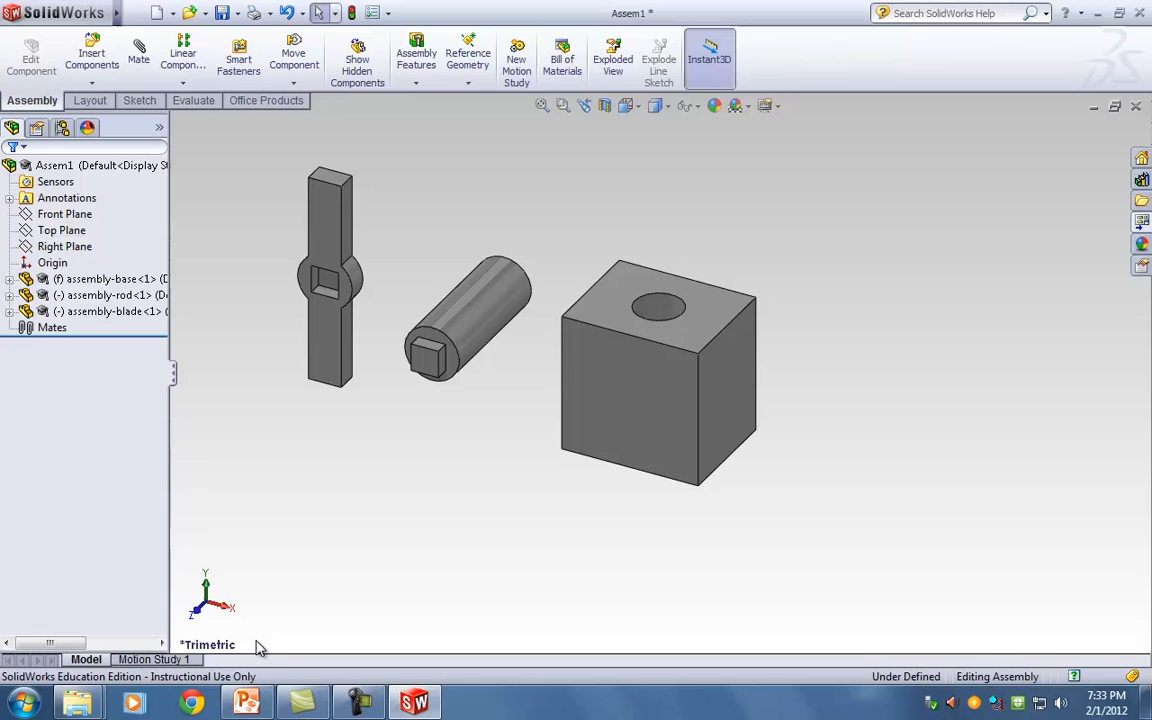 SolidWorks
Assem1 *
Search SolidWorks Help
Edit Component
Insert Components
Mate
Linear Compon...
Smart Fasteners
Move Component
Show Hidden Components
Assembly Features
Reference Geometry
New Motion Study
Bill of Materials
Exploded View
Explode Line Sketch
Instant3D
Assembly
Layout
Sketch
Evaluate
Office Products
Assem1 (Default<Display S
Sensors
Annotations
Front Plane
Top Plane
Right Plane
Origin
(f) assembly-base<1> (D
(-) assembly-rod<1> (De
(-) assembly-blade<1> (
Mates
Y
X
Z
*Trimetric
Model
Motion Study 1
SolidWorks Education Edition - Instructional Use Only
Under Defined
Editing Assembly
7:33 PM
2/1/2012